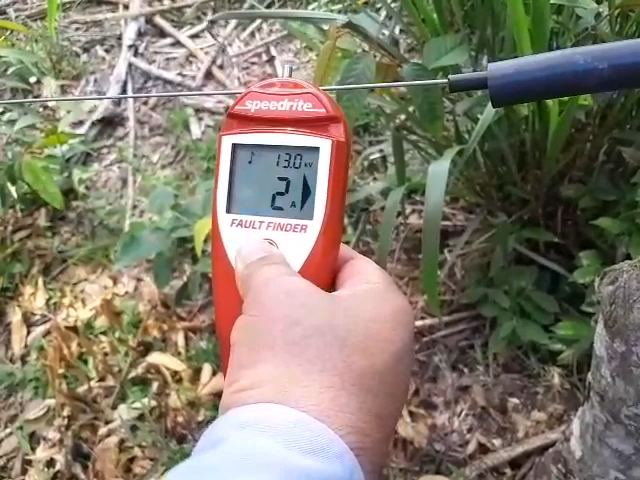 speedrite
♪ 13.0 kV
2 A
FAULT FINDER